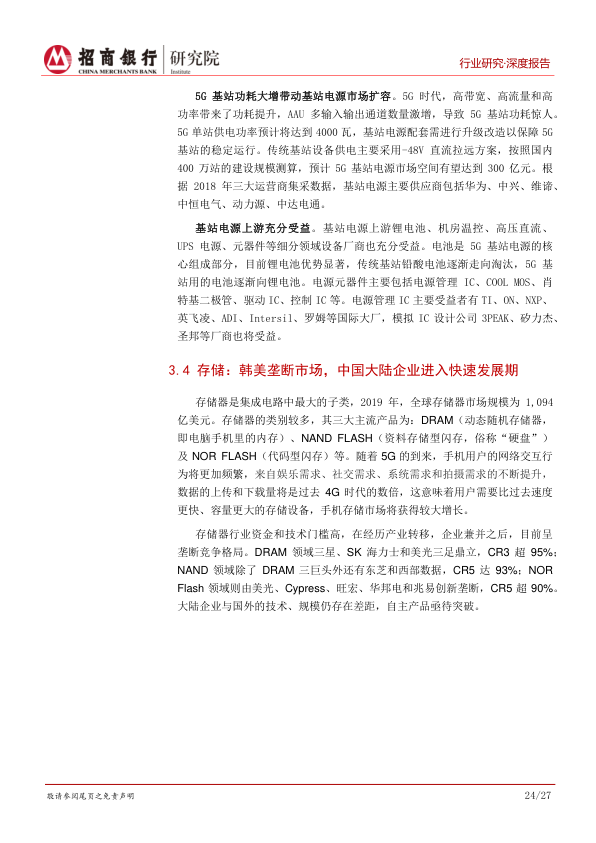 招商银行
CHINA MERCHANTS BANK
研究院
Institute
行业研究·深度报告
5G 基站功耗大增带动基站电源市场扩容。5G 时代，高带宽、高流量和高
功率带来了功耗提升，AAU 多输入输出通道数量激增，导致 5G 基站功耗惊人。
5G 单站供电功率预计将达到 4000 瓦，基站电源配套需进行升级改造以保障 5G
基站的稳定运行。传统基站设备供电主要采用-48V 直流拉远方案，按照国内
400 万站的建设规模测算，预计 5G 基站电源市场空间有望达到 300 亿元。根
据 2018 年三大运营商集采数据，基站电源主要供应商包括华为、中兴、维谛、
中恒电气、动力源、中达电通。
基站电源上游充分受益。基站电源上游锂电池、机房温控、高压直流、
UPS 电源、元器件等细分领域设备厂商也充分受益。电池是 5G 基站电源的核
心组成部分，目前锂电池优势显著，传统基站铅酸电池逐渐走向淘汰，5G 基
站用的电池逐渐向锂电池。电源元器件主要包括电源管理 IC、COOL MOS、肖
特基二极管、驱动 IC、控制 IC 等。电源管理 IC 主要受益者有 TI、ON、NXP、
英飞凌、ADI、Intersil、罗姆等国际大厂，模拟 IC 设计公司 3PEAK、矽力杰、
圣邦等厂商也将受益。
3.4 存储：韩美垄断市场，中国大陆企业进入快速发展期
存储器是集成电路中最大的子类，2019 年，全球存储器市场规模为 1,094
亿美元。存储器的类别较多，其三大主流产品为：DRAM（动态随机存储器，
即电脑手机里的内存）、NAND FLASH（资料存储型闪存，俗称“硬盘”）
及 NOR FLASH（代码型闪存）等。随着 5G 的到来，手机用户的网络交互行
为将更加频繁，来自娱乐需求、社交需求、系统需求和拍摄需求的不断提升，
数据的上传和下载量将是过去 4G 时代的数倍，这意味着用户需要比过去速度
更快、容量更大的存储设备，手机存储市场将获得较大增长。
存储器行业资金和技术门槛高，在经历产业转移，企业兼并之后，目前呈
垄断竞争格局。DRAM 领域三星、SK 海力士和美光三足鼎立，CR3 超 95%；
NAND 领域除了 DRAM 三巨头外还有东芝和西部数据，CR5 达 93%；NOR
Flash 领域则由美光、Cypress、旺宏、华邦电和兆易创新垄断，CR5 超 90%。
大陆企业与国外的技术、规模仍存在差距，自主产品亟待突破。
敬请参阅尾页之免责声明
24/27